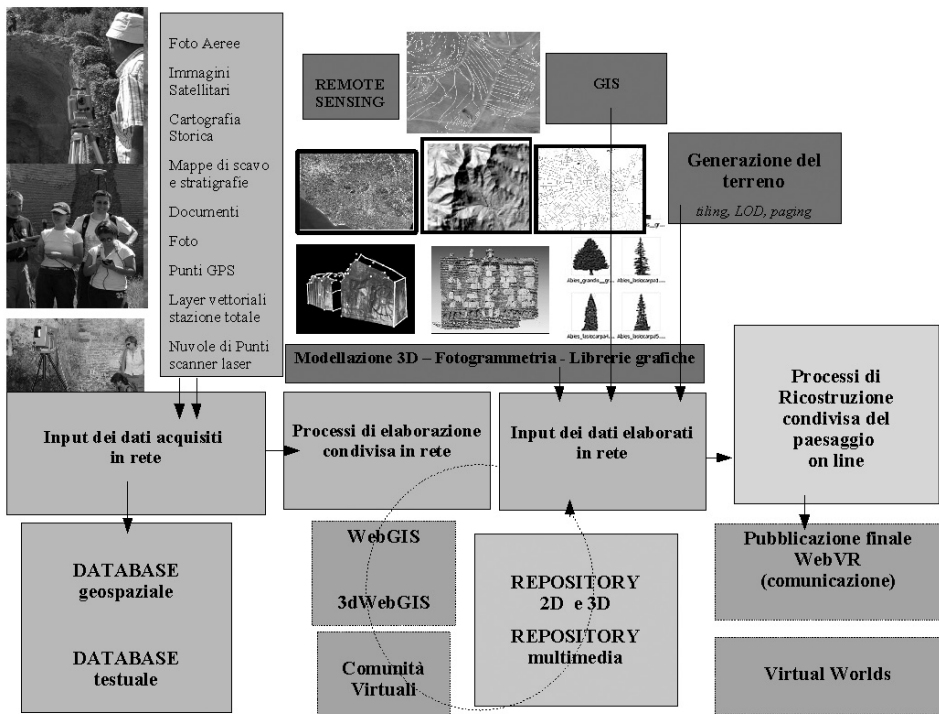 Foto Aeree
Immagini
Satellitari
Cartografia
Storica
Mappe di scavo
e stratigrafie
Documenti
Foto
Punti GPS
Layer vettoriali
stazione totale
Nuvole di Punti
scanner laser
REMOTE
SENSING
GIS
Generazione del
terreno
tiling, LOD, paging
Modellazione 3D – Fotogrammetria - Librerie grafiche
Input dei dati acquisiti
in rete
Processi di elaborazione
condivisa in rete
Input dei dati elaborati
in rete
Processi di
Ricostruzione
condivisa del
paesaggio
on line
DATABASE
geospaziale
DATABASE
testuale
WebGIS
3dWebGIS
Comunità
Virtuali
REPOSITORY
2D e 3D
REPOSITORY
multimedia
Pubblicazione finale
WebVR
(comunicazione)
Virtual Worlds